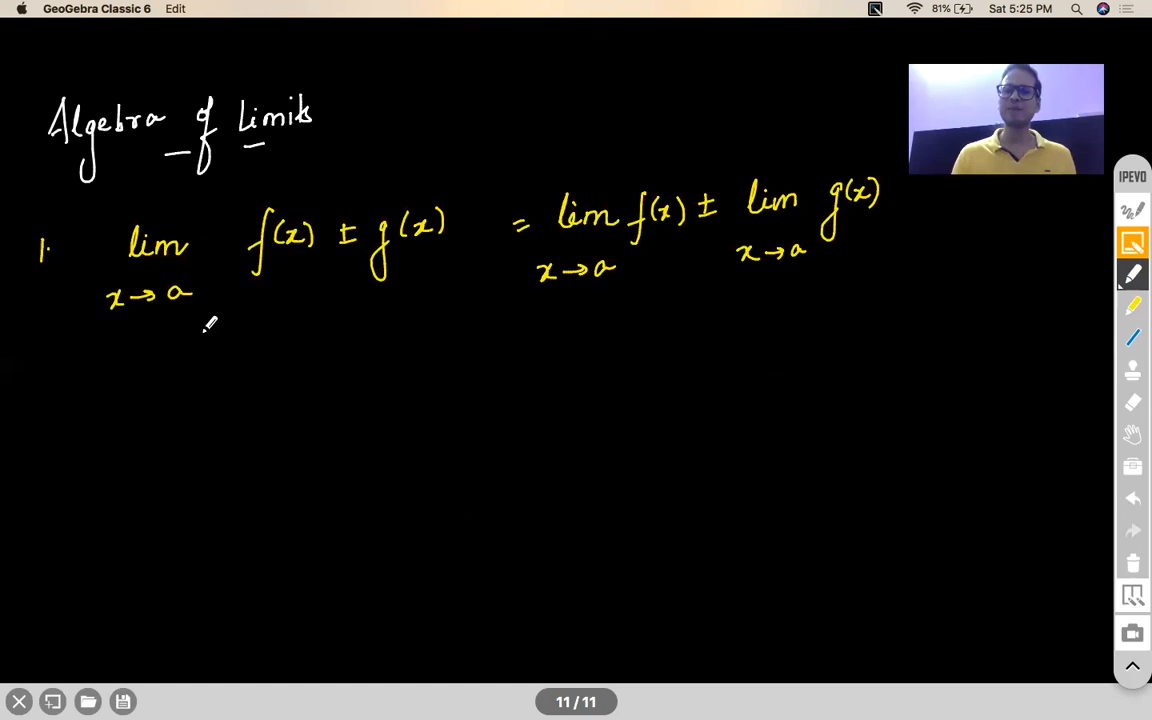 GeoGebra Classic 6 Edit 81% Sat 5:25 PM
Algebra of Limits
IPEVO
1. lim f(x) ± g(x) = lim f(x) ± lim g(x)
x→a x→a x→a
11 / 11